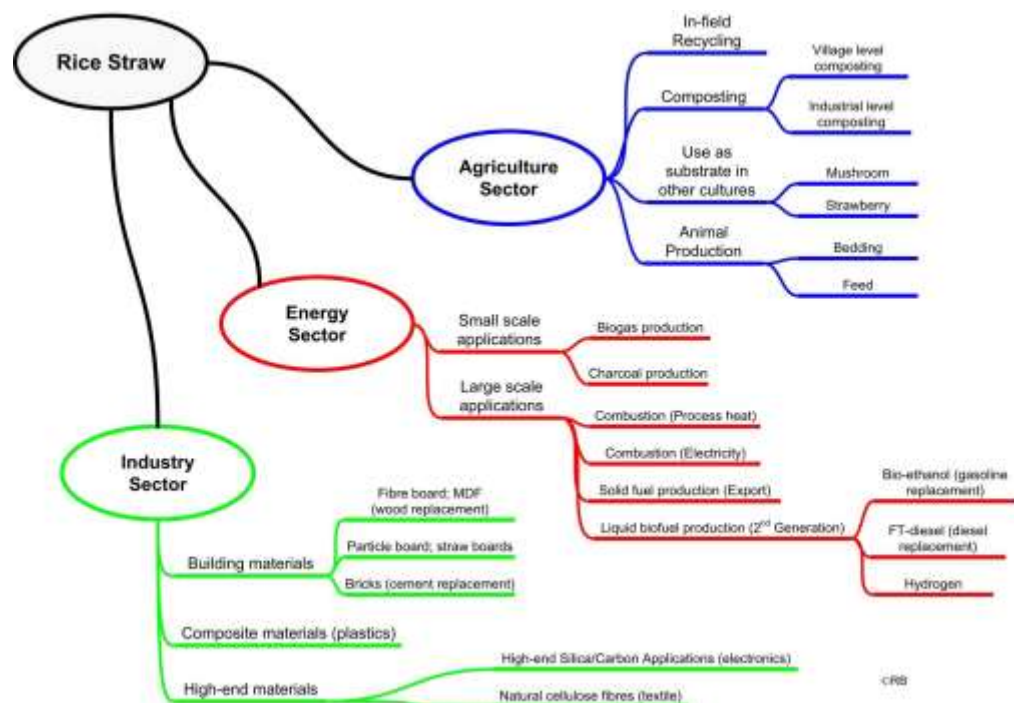 Rice Straw
Agriculture
Sector
In-field
Recycling
Composting
Village level
composting
Industrial level
composting
Use as
substrate in
other cultures
Mushroom
Strawberry
Animal
Production
Bedding
Feed
Energy
Sector
Small scale
applications
Biogas production
Charcoal production
Large scale
applications
Combustion (Process heat)
Combustion (Electricity)
Solid fuel production (Export)
Liquid biofuel production (2nd Generation)
Bio-ethanol (gasoline
replacement)
FT-diesel (diesel
replacement)
Hydrogen
Industry
Sector
Building materials
Fibre board; MDF
(wood replacement)
Particle board; straw boards
Bricks (cement replacement)
Composite materials (plastics)
High-end materials
High-end Silica/Carbon Applications (electronics)
Natural cellulose fibres (textile)
©RB